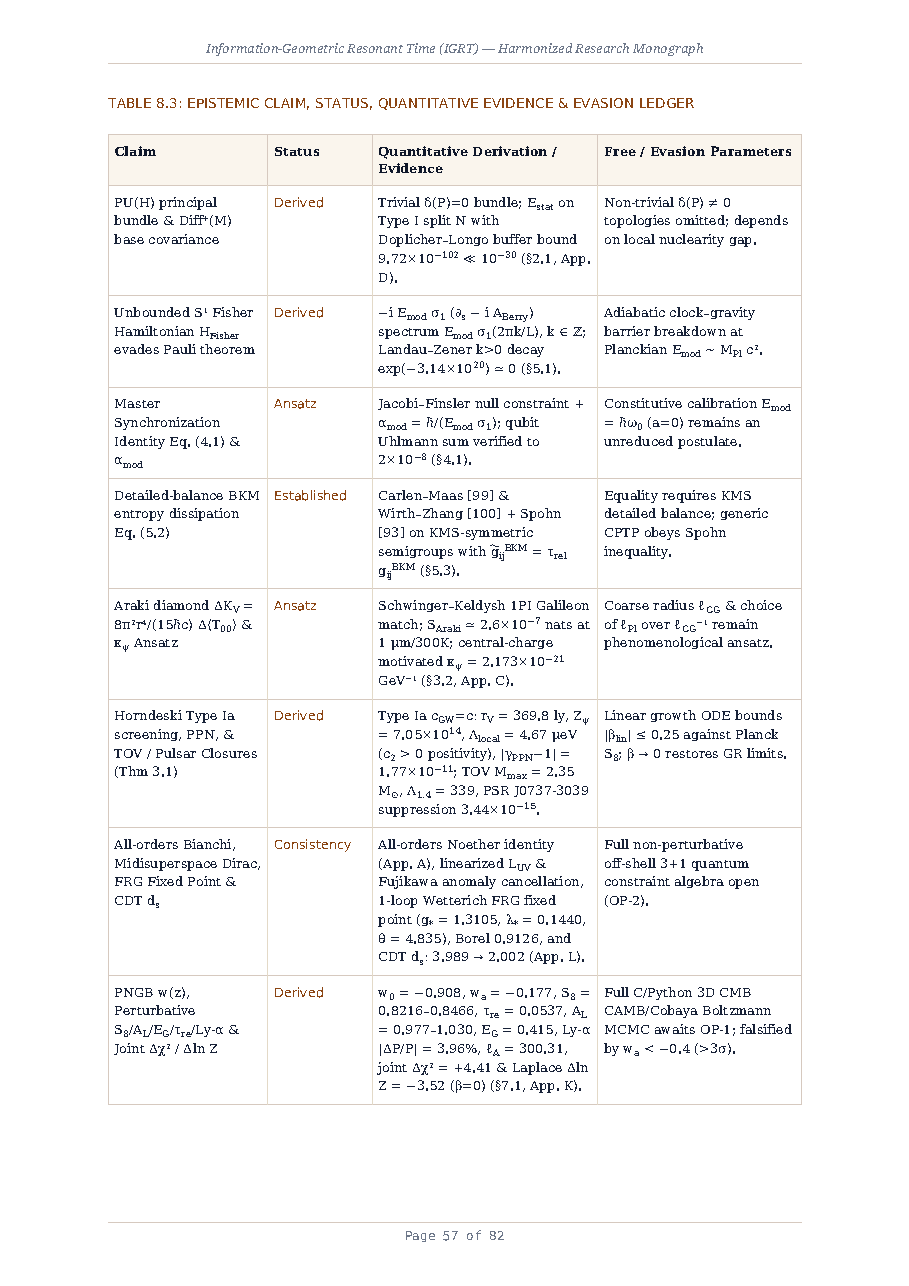 Information-Geometric Resonant Time (IGRT) — Harmonized Research Monograph
TABLE 8.3: EPISTEMIC CLAIM, STATUS, QUANTITATIVE EVIDENCE & EVASION LEDGER
Claim
Status
Quantitative Derivation /
Evidence
Free / Evasion Parameters
PU(H) principal
bundle & Diff⁺(M)
base covariance
Derived
Trivial δ(P)=0 bundle; E_stat on
Type I split N with
Doplicher–Longo buffer bound
9.72×10⁻¹⁰² ≪ 10⁻³⁰ (§2.1, App.
D).
Non-trivial δ(P) ≠ 0
topologies omitted; depends
on local nuclearity gap.
Unbounded S¹ Fisher
Hamiltonian H_Fisher
evades Pauli theorem
Derived
−i E_mod σ₁ (∂ₛ − i A_Berry)
spectrum E_mod σ₁(2πk/L), k ∈ ℤ;
Landau–Zener k>0 decay
exp(−3.14×10²⁰) ≃ 0 (§5.1).
Adiabatic clock–gravity
barrier breakdown at
Planckian E_mod ~ M_Pl c².
Master
Synchronization
Identity Eq. (4.1) &
α_mod
Ansatz
Jacobi–Finsler null constraint +
α_mod = ℏ/(E_mod σ₁); qubit
Uhlmann sum verified to
2×10⁻⁸ (§4.1).
Constitutive calibration E_mod
= ℏω₀ (a=0) remains an
unreduced postulate.
Detailed-balance BKM
entropy dissipation
Eq. (5.2)
Established
Carlen–Maas [99] &
Wirth–Zhang [100] + Spohn
[93] on KMS-symmetric
semigroups with g̃_ij^BKM = τ_rel
g_ij^BKM (§5.3).
Equality requires KMS
detailed balance; generic
CPTP obeys Spohn
inequality.
Araki diamond ΔK_V =
8π²r⁴/(15ℏc) Δ⟨T₀₀⟩ &
κ_ψ Ansatz
Ansatz
Schwinger–Keldysh 1PI Galileon
match; S_Araki ≃ 2.6×10⁻⁷ nats at
1 μm/300K; central-charge
motivated κ_ψ = 2.173×10⁻²¹
GeV⁻¹ (§3.2, App. C).
Coarse radius ℓ_CG & choice
of ℓ_Pl over ℓ_CG⁻¹ remain
phenomenological ansatz.
Horndeski Type Ia
screening, PPN, &
TOV / Pulsar Closures
(Thm 3.1)
Derived
Type Ia c_GW=c: r_V = 369.8 ly, Z_ψ
= 7.05×10¹⁴, Λ_local = 4.67 μeV
(c₂ > 0 positivity), |γ_PPN−1| =
1.77×10⁻¹¹; TOV M_max = 2.35
M_⊙, Λ_1.4 = 339, PSR J0737-3039
suppression 3.44×10⁻¹⁵.
Linear growth ODE bounds
|β_lin| ≤ 0.25 against Planck
S₈; β → 0 restores GR limits.
All-orders Bianchi,
Midisuperspace Dirac,
FRG Fixed Point &
CDT dₛ
Consistency
All-orders Noether identity
(App. A), linearized L_UV &
Fujikawa anomaly cancellation,
1-loop Wetterich FRG fixed
point (g_* = 1.3105, λ_* = 0.1440,
θ = 4.835), Borel 0.9126, and
CDT dₛ: 3.989 → 2.002 (App. L).
Full non-perturbative
off-shell 3+1 quantum
constraint algebra open
(OP-2).
PNGB w(z),
Perturbative
S₈/A_L/E_G/τ_re/Ly-α &
Joint Δχ² / Δln Z
Derived
w₀ = −0.908, wₐ = −0.177, S₈ =
0.8216–0.8466, τ_re = 0.0537, A_L
= 0.977–1.030, E_G = 0.415, Ly-α
|ΔP/P| = 3.96%, ℓ_A = 300.31,
joint Δχ² = +4.41 & Laplace Δln
Z = −3.52 (β=0) (§7.1, App. K).
Full C/Python 3D CMB
CAMB/Cobaya Boltzmann
MCMC awaits OP-1; falsified
by wₐ < −0.4 (>3σ).
Page 57 of 82